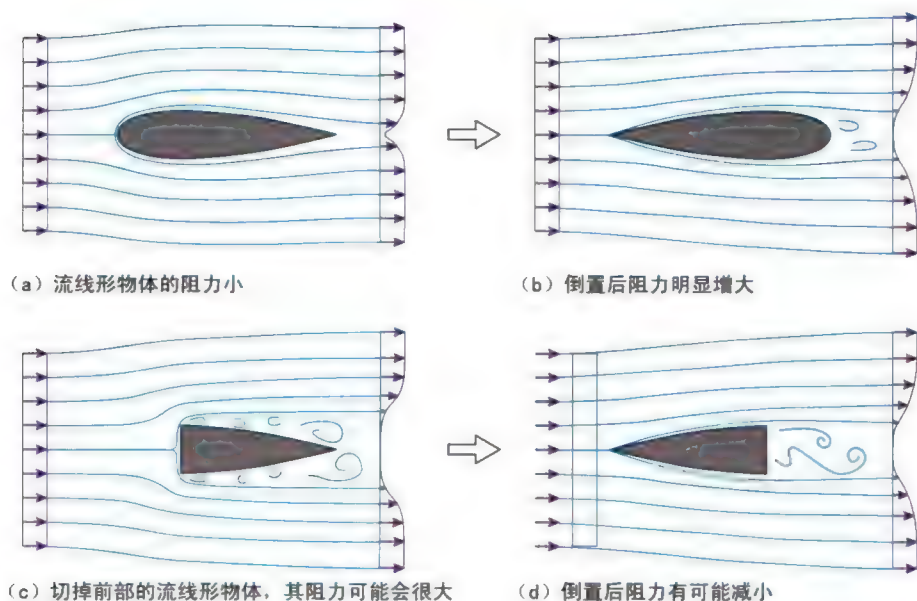 （a）流线形物体的阻力小
（b）倒置后阻力明显增大
（c）切掉前部的流线形物体，其阻力可能会很大
（d）倒置后阻力有可能减小